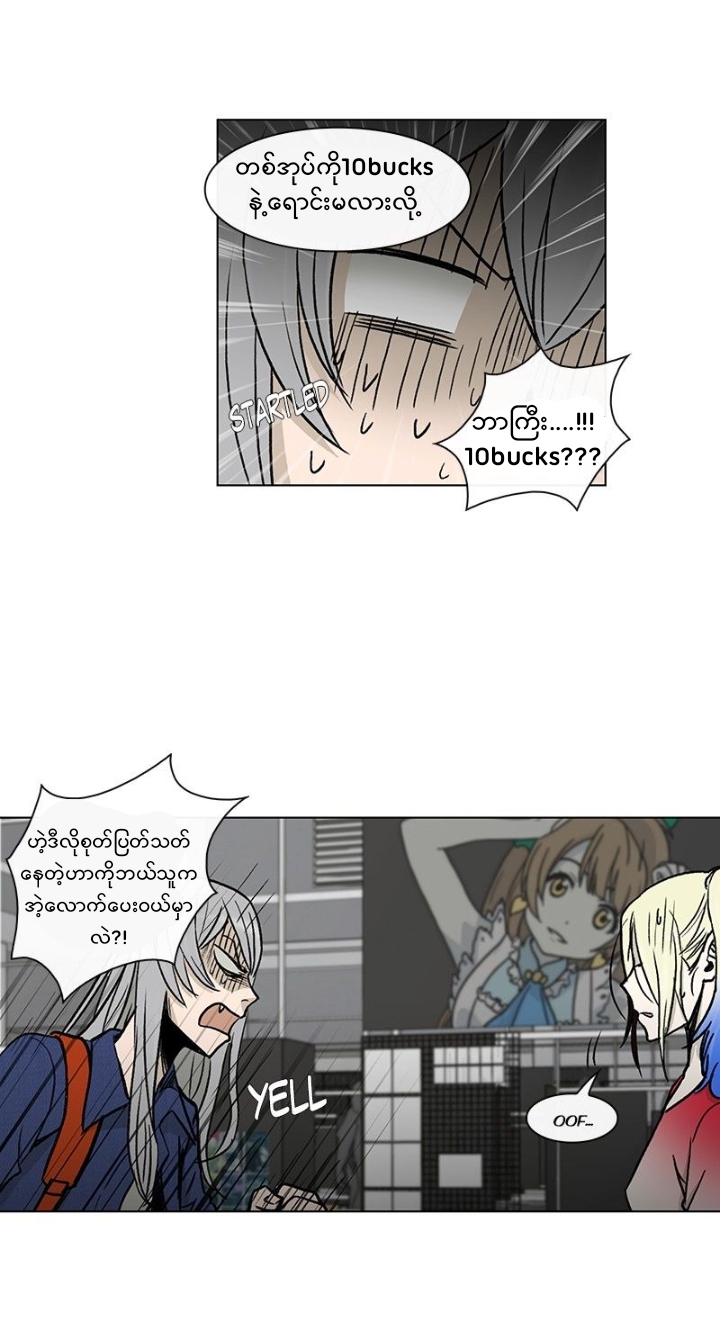 တစ်အုပ်ကို10bucks
နဲ့ရောင်းမလားလို့
STARTLED
ဘာကြီး....!!!
10bucks???
ဟဲ့ဒီလိုစုတ်ပြတ်သတ်
နေတဲ့ဟာကိုဘယ်သူက
အဲ့လောက်ပေးဝယ်မှာ
လဲ?!
YELL
OOF...